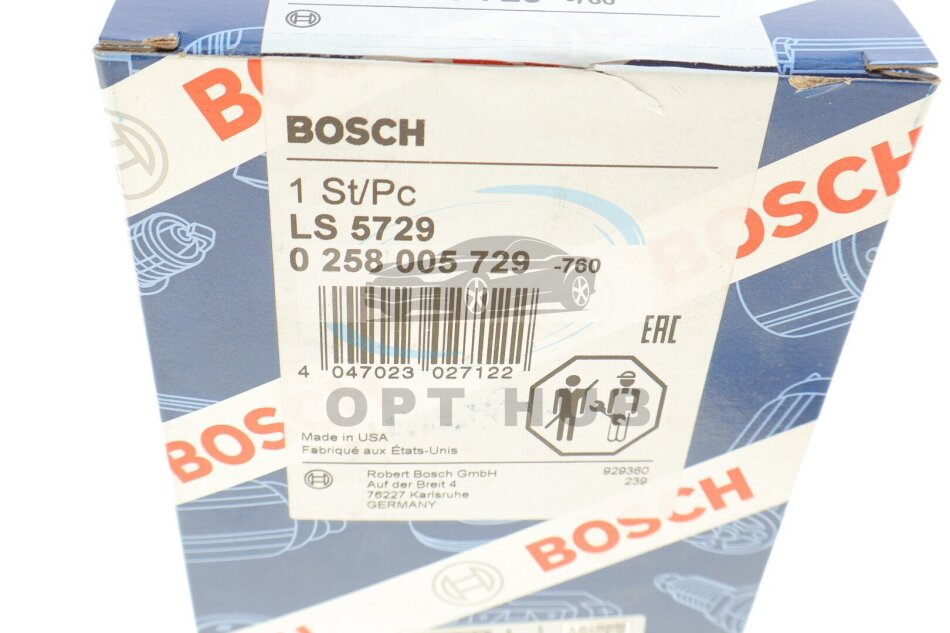 BOSCH
1 St/Pc
LS 5729
0 258 005 729 -760
4 047023 027122
OPT HUB
Made in USA
Fabriqué aux États-Unis
Robert Bosch GmbH
Auf der Breit 4
76227 Karlsruhe
GERMANY
929360
239
EAC
BOSCH
BOSCH